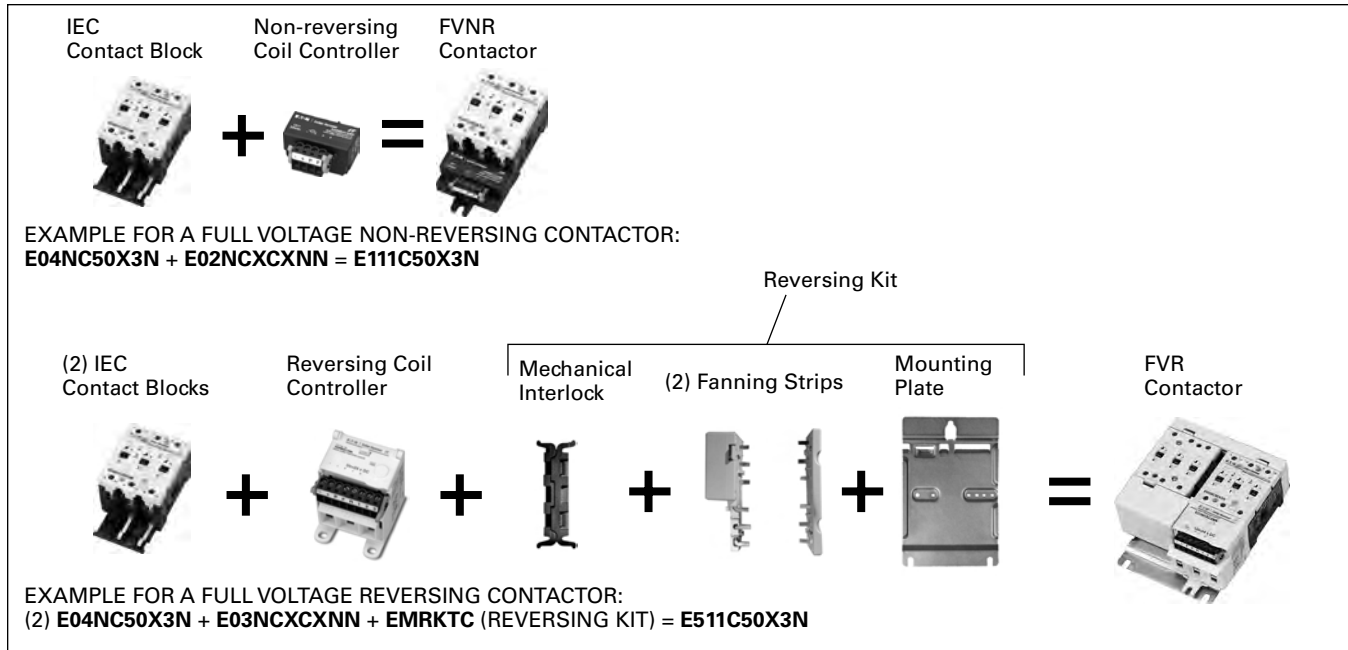 IEC
Contact Block
Non-reversing
Coil Controller
FVNR
Contactor
+
=
EXAMPLE FOR A FULL VOLTAGE NON-REVERSING CONTACTOR:
E04NC50X3N + E02NCXCXNN = E111C50X3N
Reversing Kit
(2) IEC
Contact Blocks
Reversing Coil
Controller
Mechanical
Interlock
(2) Fanning Strips
Mounting
Plate
FVR
Contactor
+
+
+
+
=
EXAMPLE FOR A FULL VOLTAGE REVERSING CONTACTOR:
(2) E04NC50X3N + E03NCXCXNN + EMRKTC (REVERSING KIT) = E511C50X3N